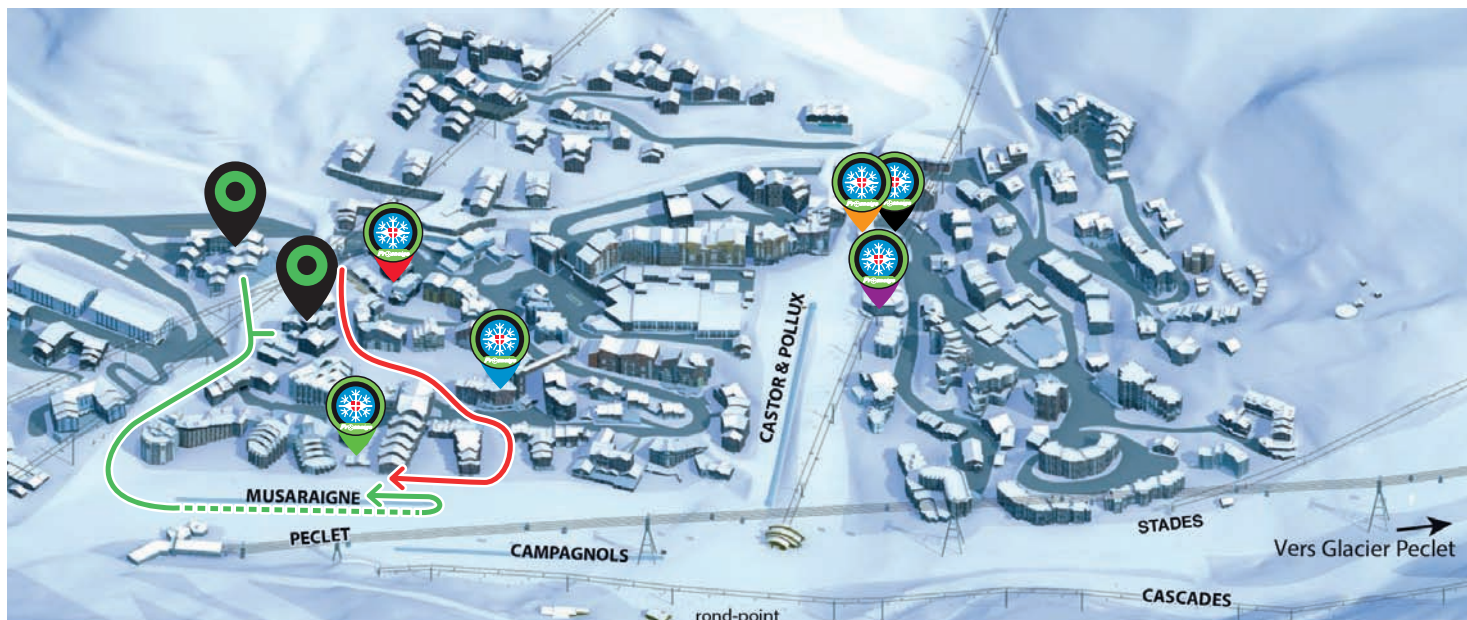 CASTOR & POLLUX
MUSARAIGNE
PECLET
CAMPAGNOLS
STADES
Vers Glacier Peclet
CASCADES
rond-point